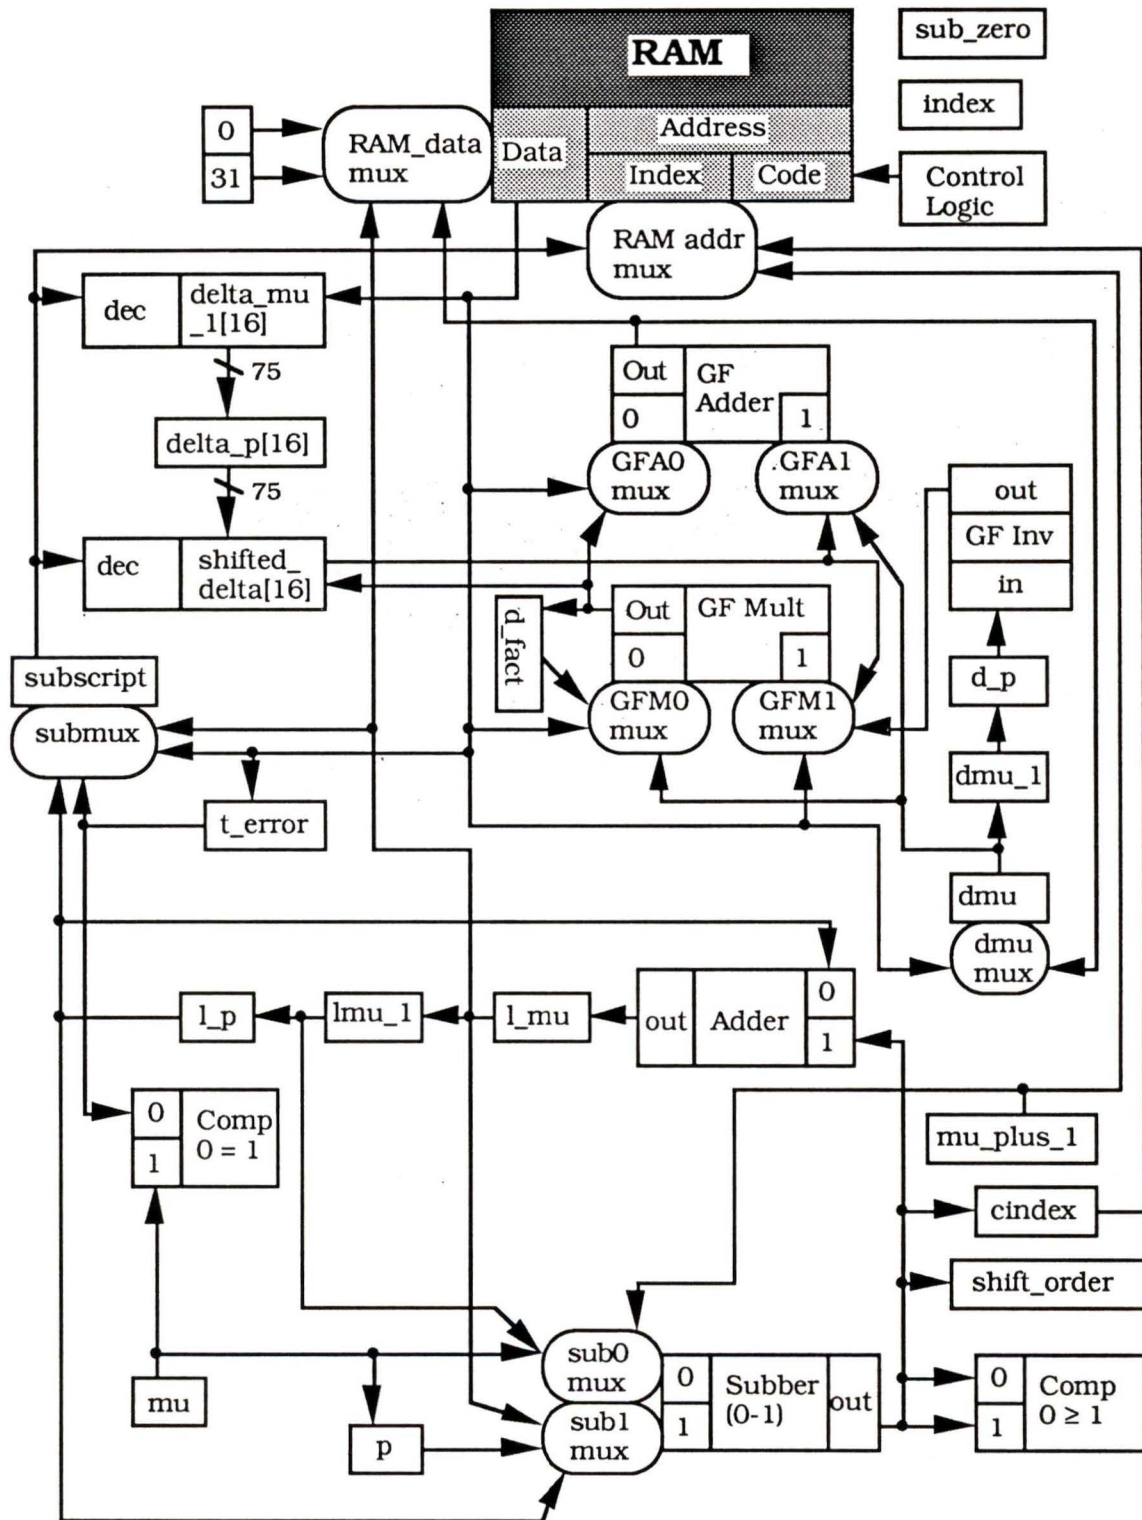 RAM
sub_zero
index
0
31
RAM_data
mux
Data
Address
Index
Code
Control
Logic
RAM addr
mux
dec
delta_mu
_1[16]
75
delta_p[16]
75
dec
shifted_
delta[16]
Out
GF
Adder
0
1
GFA0
mux
GFA1
mux
out
GF Inv
in
d_fact
Out
GF Mult
0
1
GFM0
mux
GFM1
mux
d_p
subscript
submux
dmu_1
t_error
dmu
dmu
mux
l_p
lmu_1
l_mu
out
Adder
0
1
0
1
Comp
0 = 1
mu_plus_1
cindex
shift_order
mu
p
sub0
mux
sub1
mux
0
1
Subber
(0-1)
out
0
1
Comp
0 ≥ 1